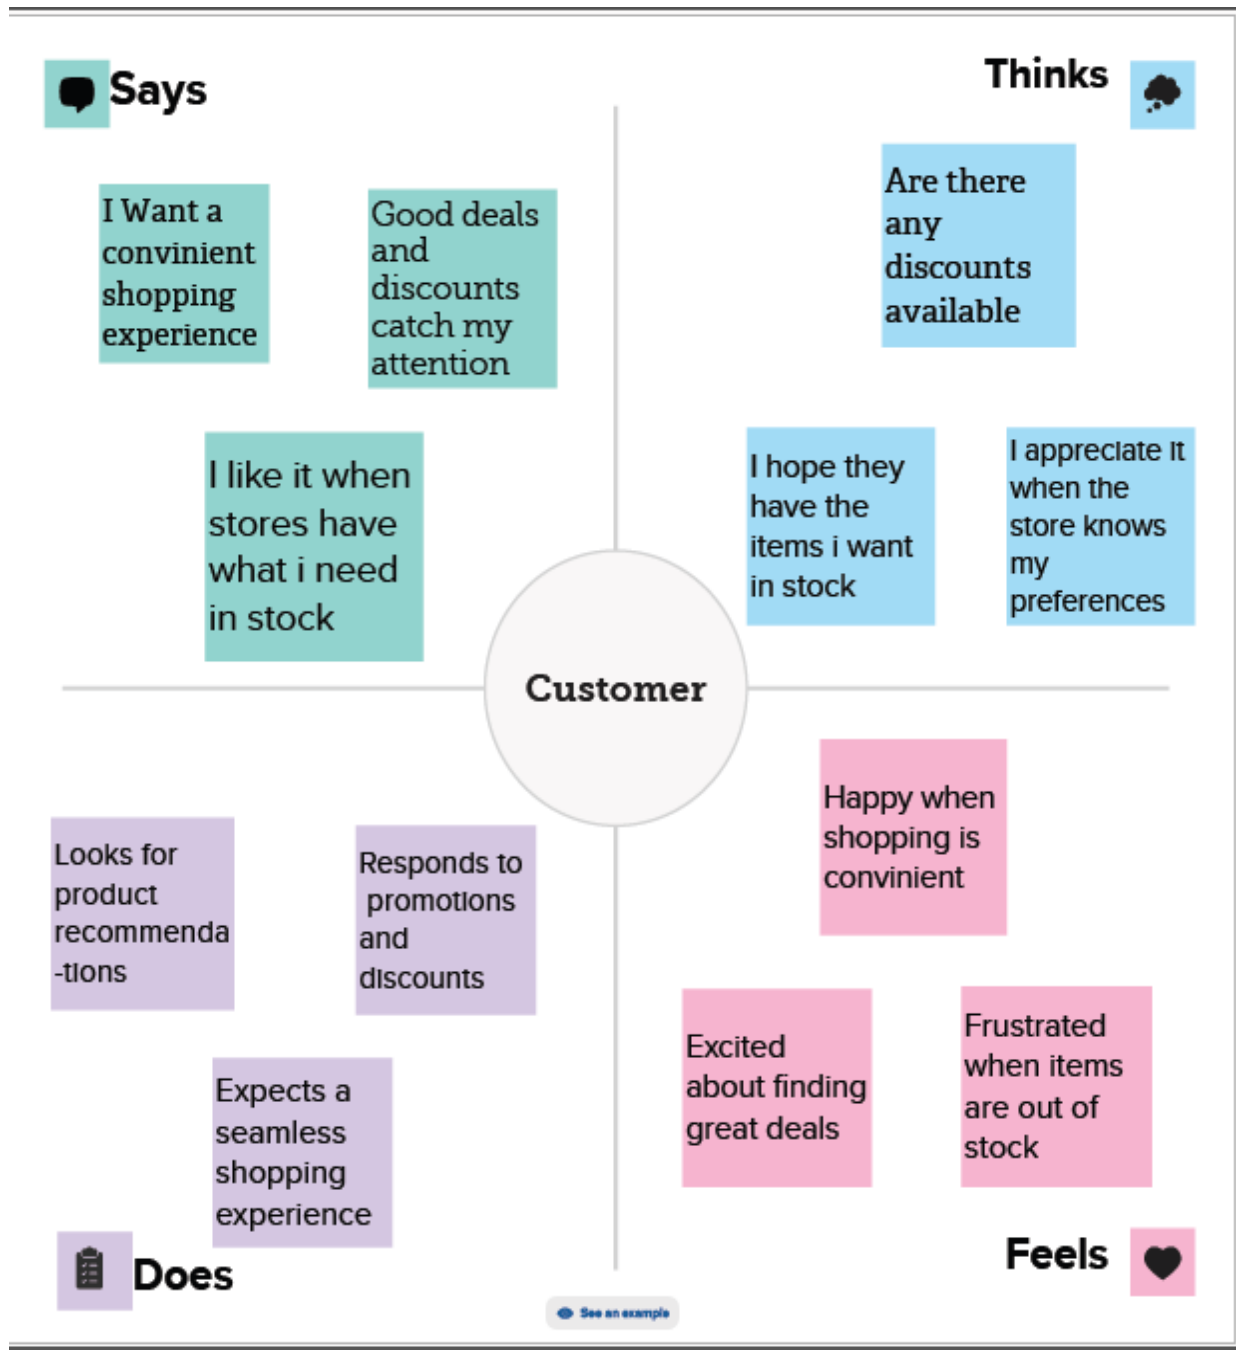 Says
I Want a
convinient
shopping
experience
Good deals
and
discounts
catch my
attention
I like it when
stores have
what i need
in stock
Thinks
Are there
any
discounts
available
I hope they
have the
items i want
in stock
I appreciate it
when the
store knows
my
preferences
Customer
Looks for
product
recommenda
-tions
Responds to
promotions
and
discounts
Expects a
seamless
shopping
experience
Does
Happy when
shopping is
convinient
Excited
about finding
great deals
Frustrated
when items
are out of
stock
Feels
See an example